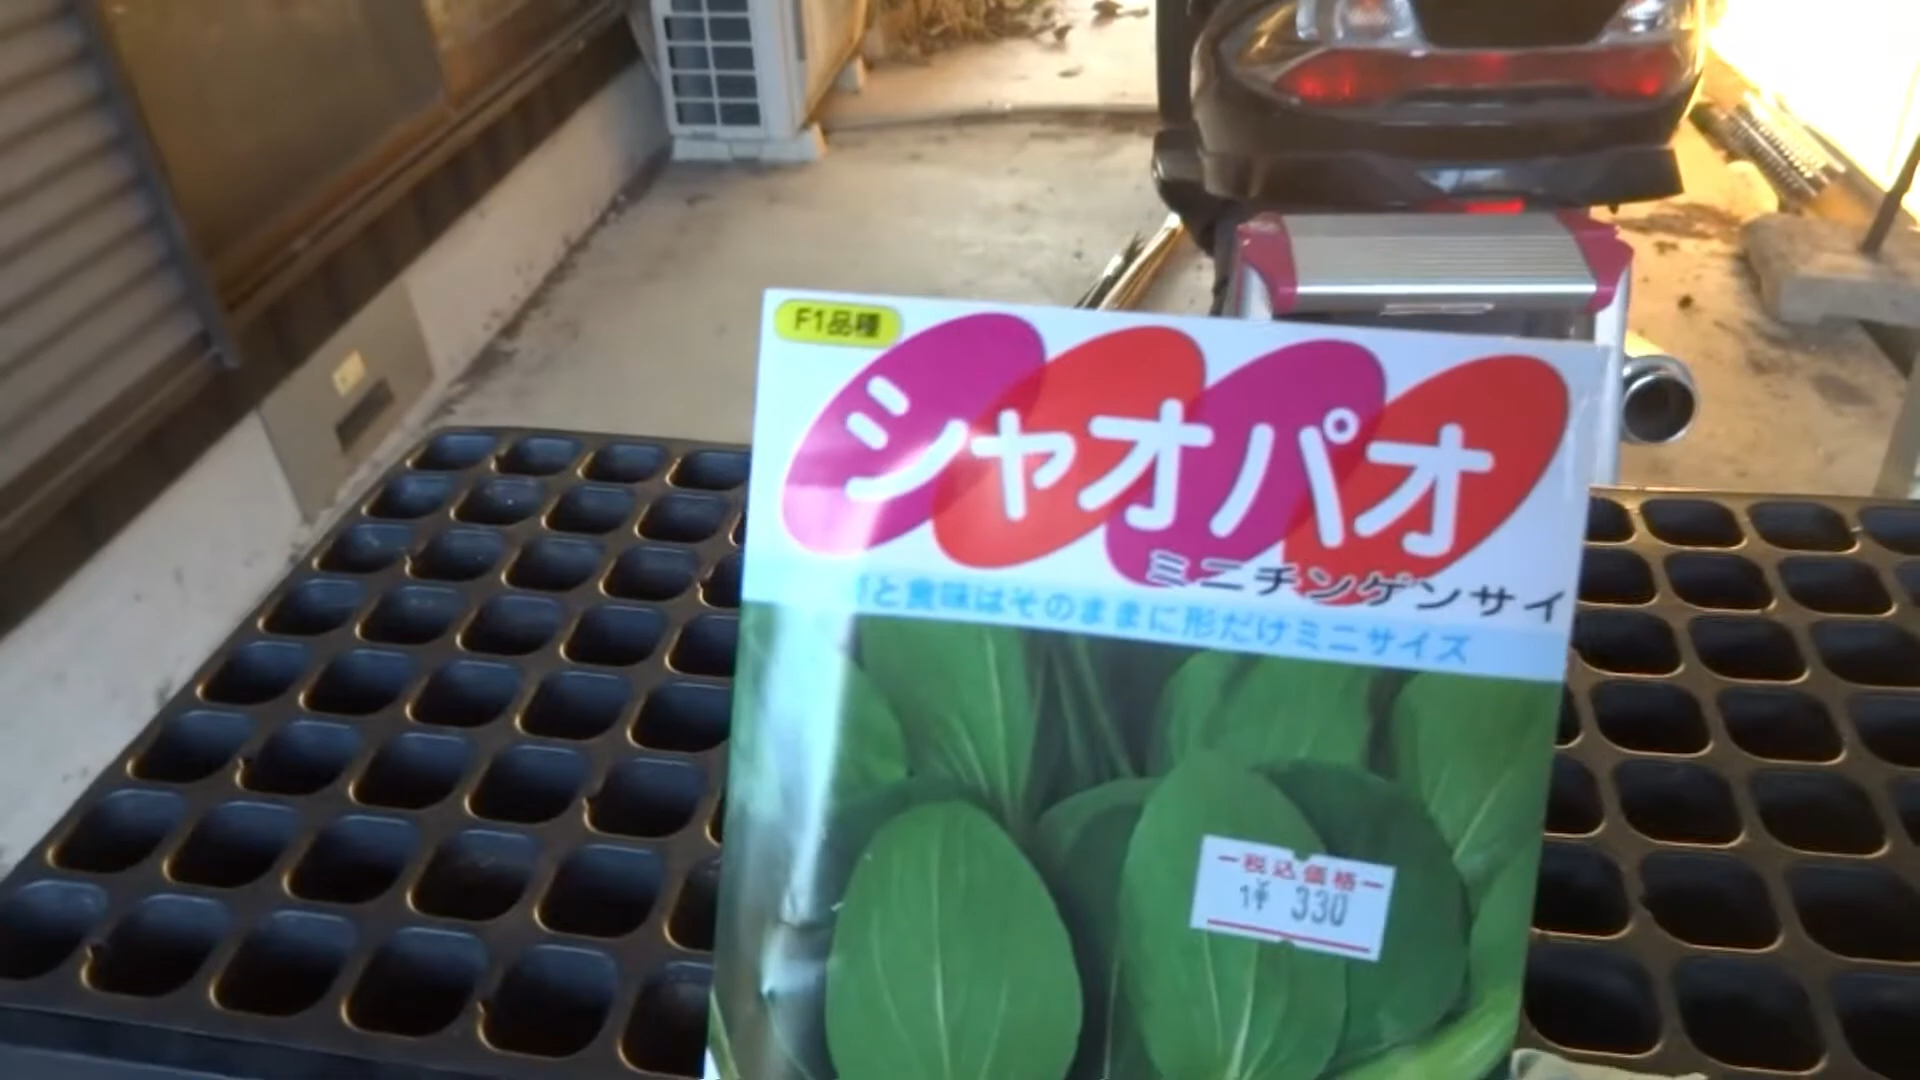 F1品種
シャオパオ
ミニチンゲンサイ
と食味はそのままに形だけミニサイズ
税込価格
1¥ 330